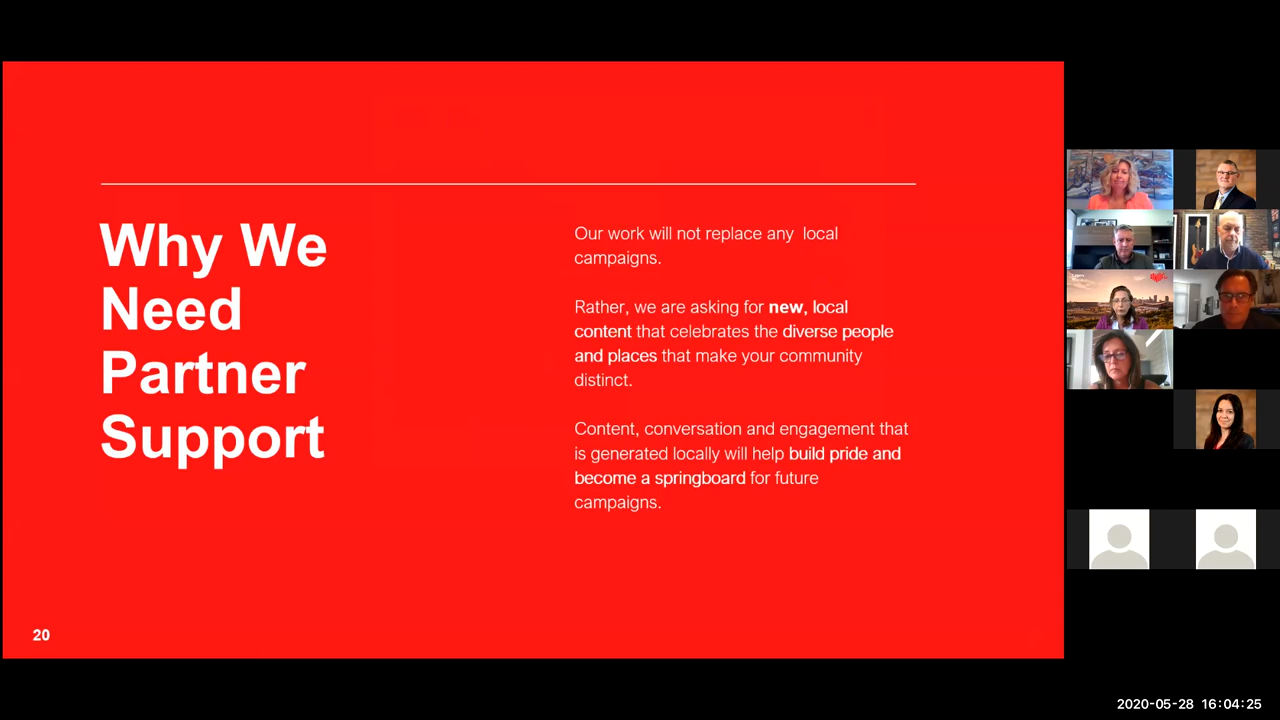 Why We
Need
Partner
Support
Our work will not replace any  local
campaigns.
Rather, we are asking for new, local
content that celebrates the diverse people
and places that make your community
distinct.
Content, conversation and engagement that
is generated locally will help build pride and
become a springboard for future
campaigns.
20
2020-05-28 16:04:25